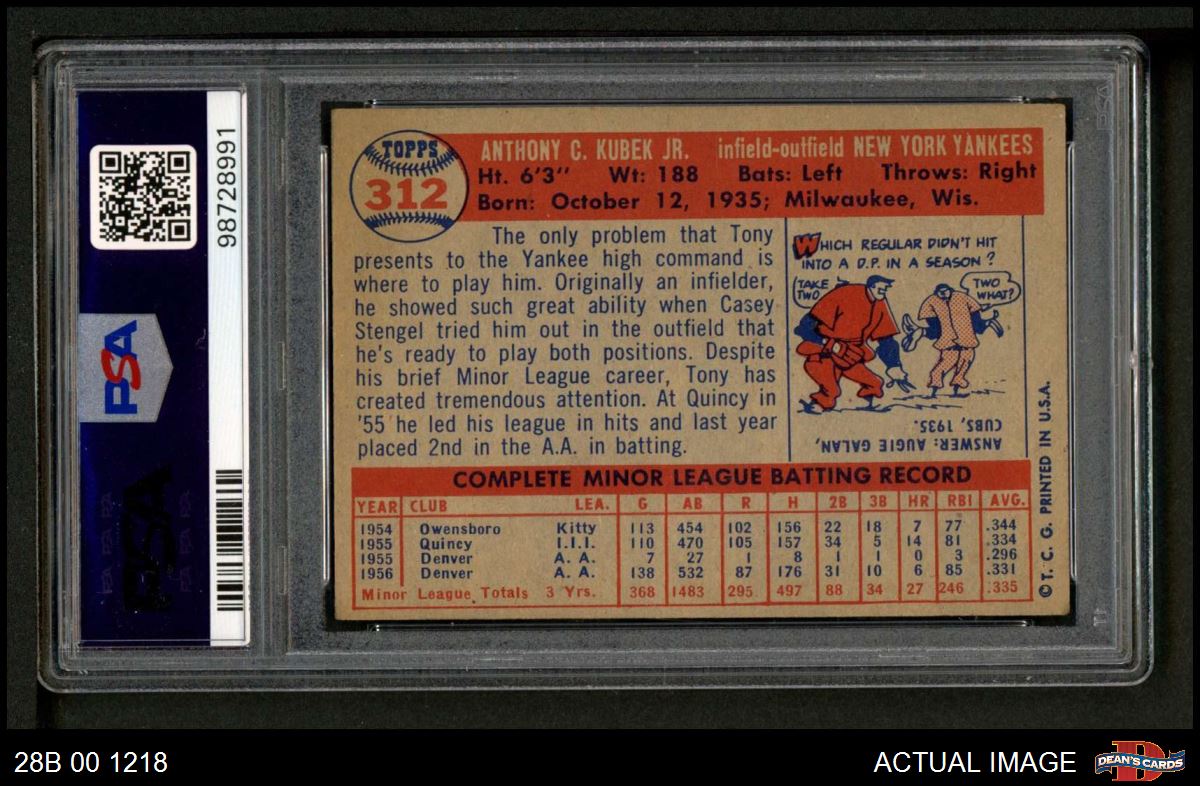 98728991
PSA
PSA
TOPPS
312
ANTHONY C. KUBEK JR. infield-outfield NEW YORK YANKEES
Ht. 6'3" Wt: 188 Bats: Left Throws: Right
Born: October 12, 1935; Milwaukee, Wis.
The only problem that Tony
presents to the Yankee high command is
where to play him. Originally an infielder,
he showed such great ability when Casey
Stengel tried him out in the outfield that
he's ready to play both positions. Despite
his brief Minor League career, Tony has
created tremendous attention. At Quincy in
'55 he led his league in hits and last year
placed 2nd in the A.A. in batting.
WHICH REGULAR DIDN'T HIT
INTO A D.P. IN A SEASON?
TAKE
TWO
TWO
WHAT?
ANSWER: AUGIE GALAN,
CUBS, 1935.
COMPLETE MINOR LEAGUE BATTING RECORD
YEAR CLUB LEA. G AB R H 2B 3B HR RBI AVG.
1954 Owensboro Kitty 113 454 102 156 22 18 7 77 .344
1955 Quincy I.I.I. 110 470 105 157 34 5 14 81 .334
1955 Denver A. A. 7 27 1 8 1 1 0 3 .296
1956 Denver A. A. 138 532 87 176 31 10 6 85 .331
Minor League Totals 3 Yrs. 368 1483 295 497 88 34 27 246 .335
© T. C. G. PRINTED IN U.S.A.
PSA
28B 00 1218
ACTUAL IMAGE
DEAN'S CARDS